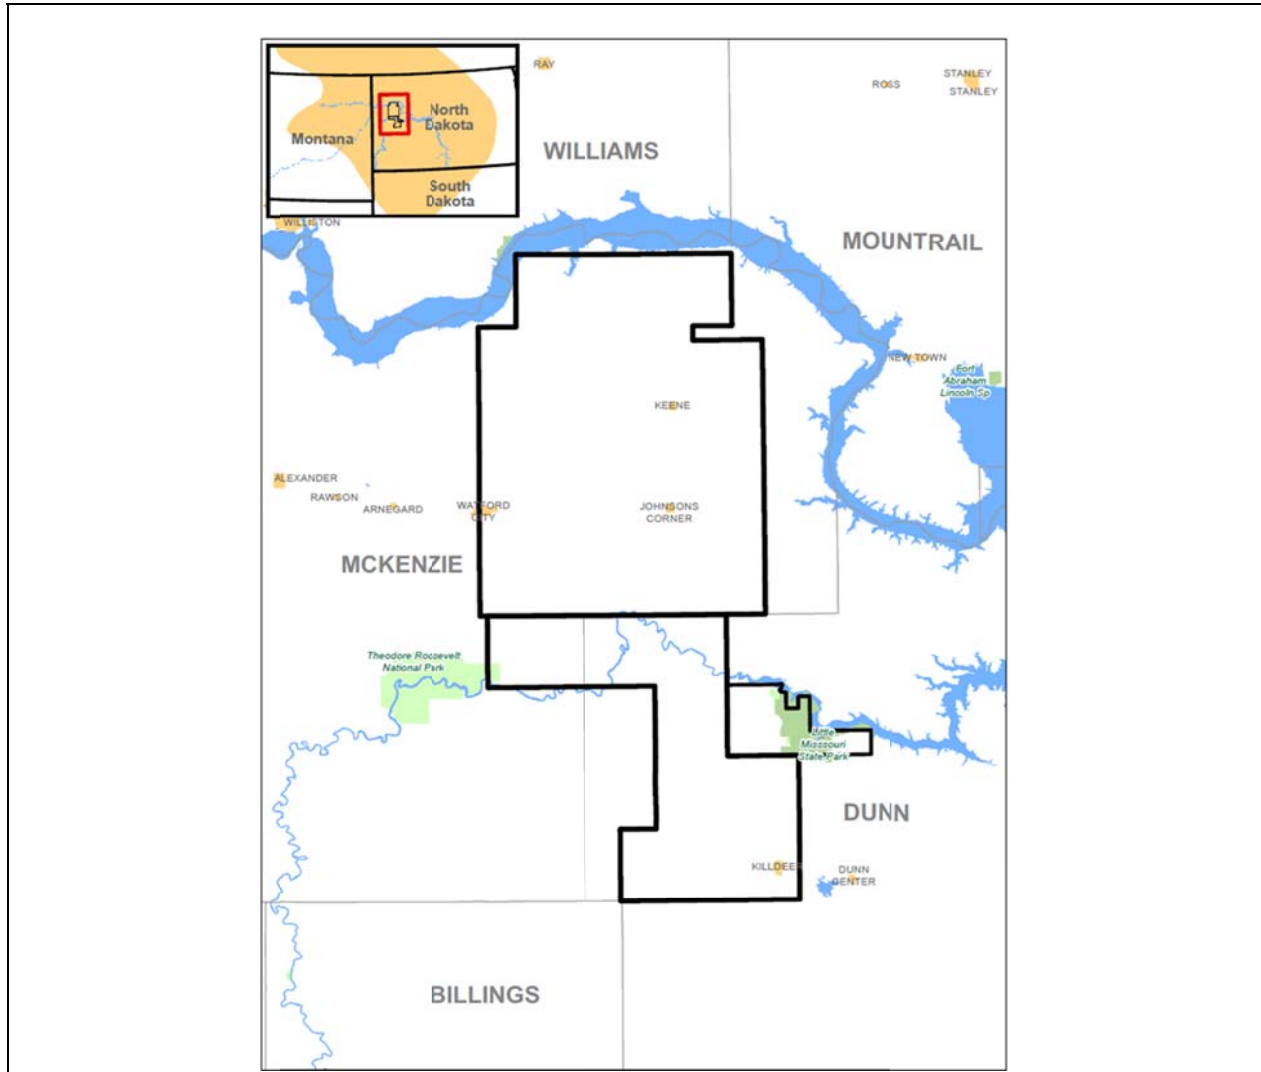 RAY
ROSS
STANLEY
STANLEY
North
Dakota
Montana
South
Dakota
WILLIAMS
WILLISTON
MOUNTRAIL
NEW TOWN
Fort
Abraham
Lincoln Sp
KEENE
ALEXANDER
RAWSON
ARNEGARD
WATFORD
CITY
JOHNSONS
CORNER
MCKENZIE
Theodore Roosevelt
National Park
Little
Misssouri
State Park
DUNN
KILLDEER
DUNN
CENTER
BILLINGS